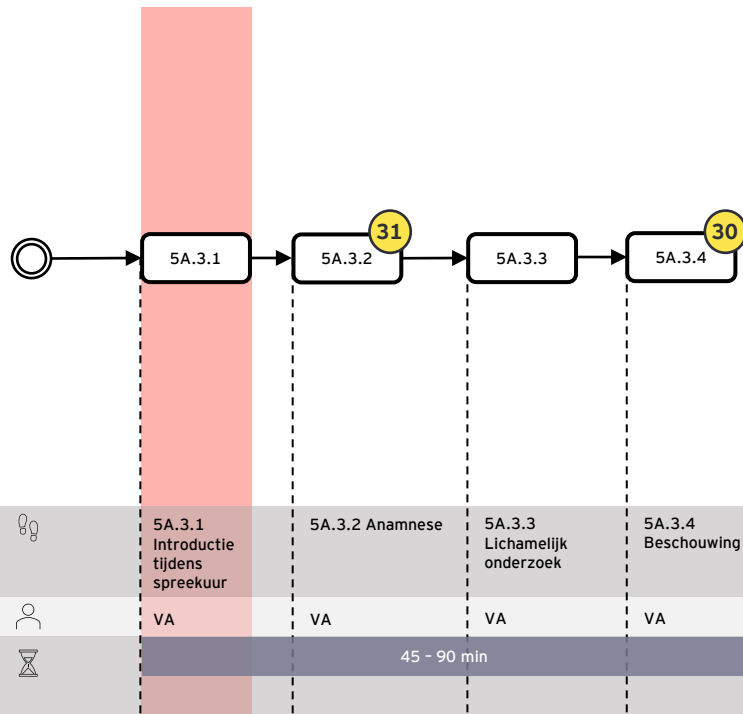 31
30
5A.3.1
5A.3.2
5A.3.3
5A.3.4
5A.3.1
Introductie
tijdens
spreekuur
5A.3.2 Anamnese
5A.3.3
Lichamelijk
onderzoek
5A.3.4
Beschouwing
VA
VA
VA
VA
45 – 90 min